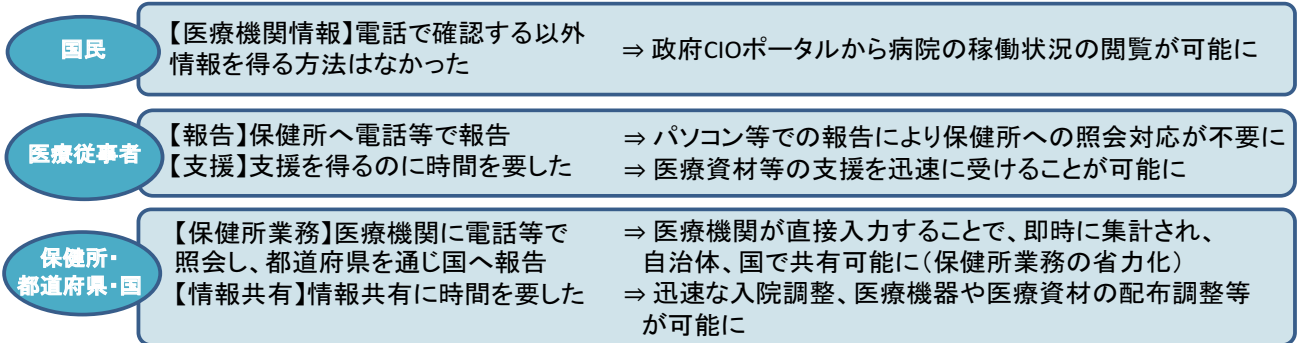 国民
【医療機関情報】電話で確認する以外
情報を得る方法はなかった
⇒ 政府CIOポータルから病院の稼働状況の閲覧が可能に
医療従事者
【報告】保健所へ電話等で報告
【支援】支援を得るのに時間を要した
⇒ パソコン等での報告により保健所への照会対応が不要に
⇒ 医療資材等の支援を迅速に受けることが可能に
保健所・
都道府県・国
【保健所業務】医療機関に電話等で
照会し、都道府県を通じ国へ報告
【情報共有】情報共有に時間を要した
⇒ 医療機関が直接入力することで、即時に集計され、
自治体、国で共有可能に（保健所業務の省力化）
⇒ 迅速な入院調整、医療機器や医療資材の配布調整等
が可能に